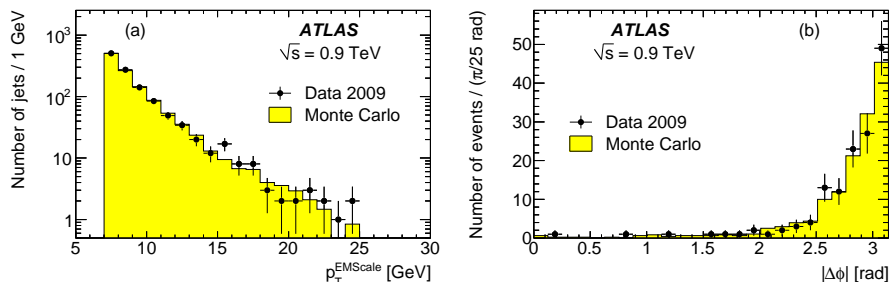 Number of jets / 1 GeV
10³
10²
10
1
(a)
ATLAS
√s = 0.9 TeV
Data 2009
Monte Carlo
5 10 15 20 25 30
p_T^EMScale [GeV]
Number of events / (π/25 rad)
50
40
30
20
10
0
ATLAS
(b)
√s = 0.9 TeV
Data 2009
Monte Carlo
0 0.5 1 1.5 2 2.5 3
|Δϕ| [rad]